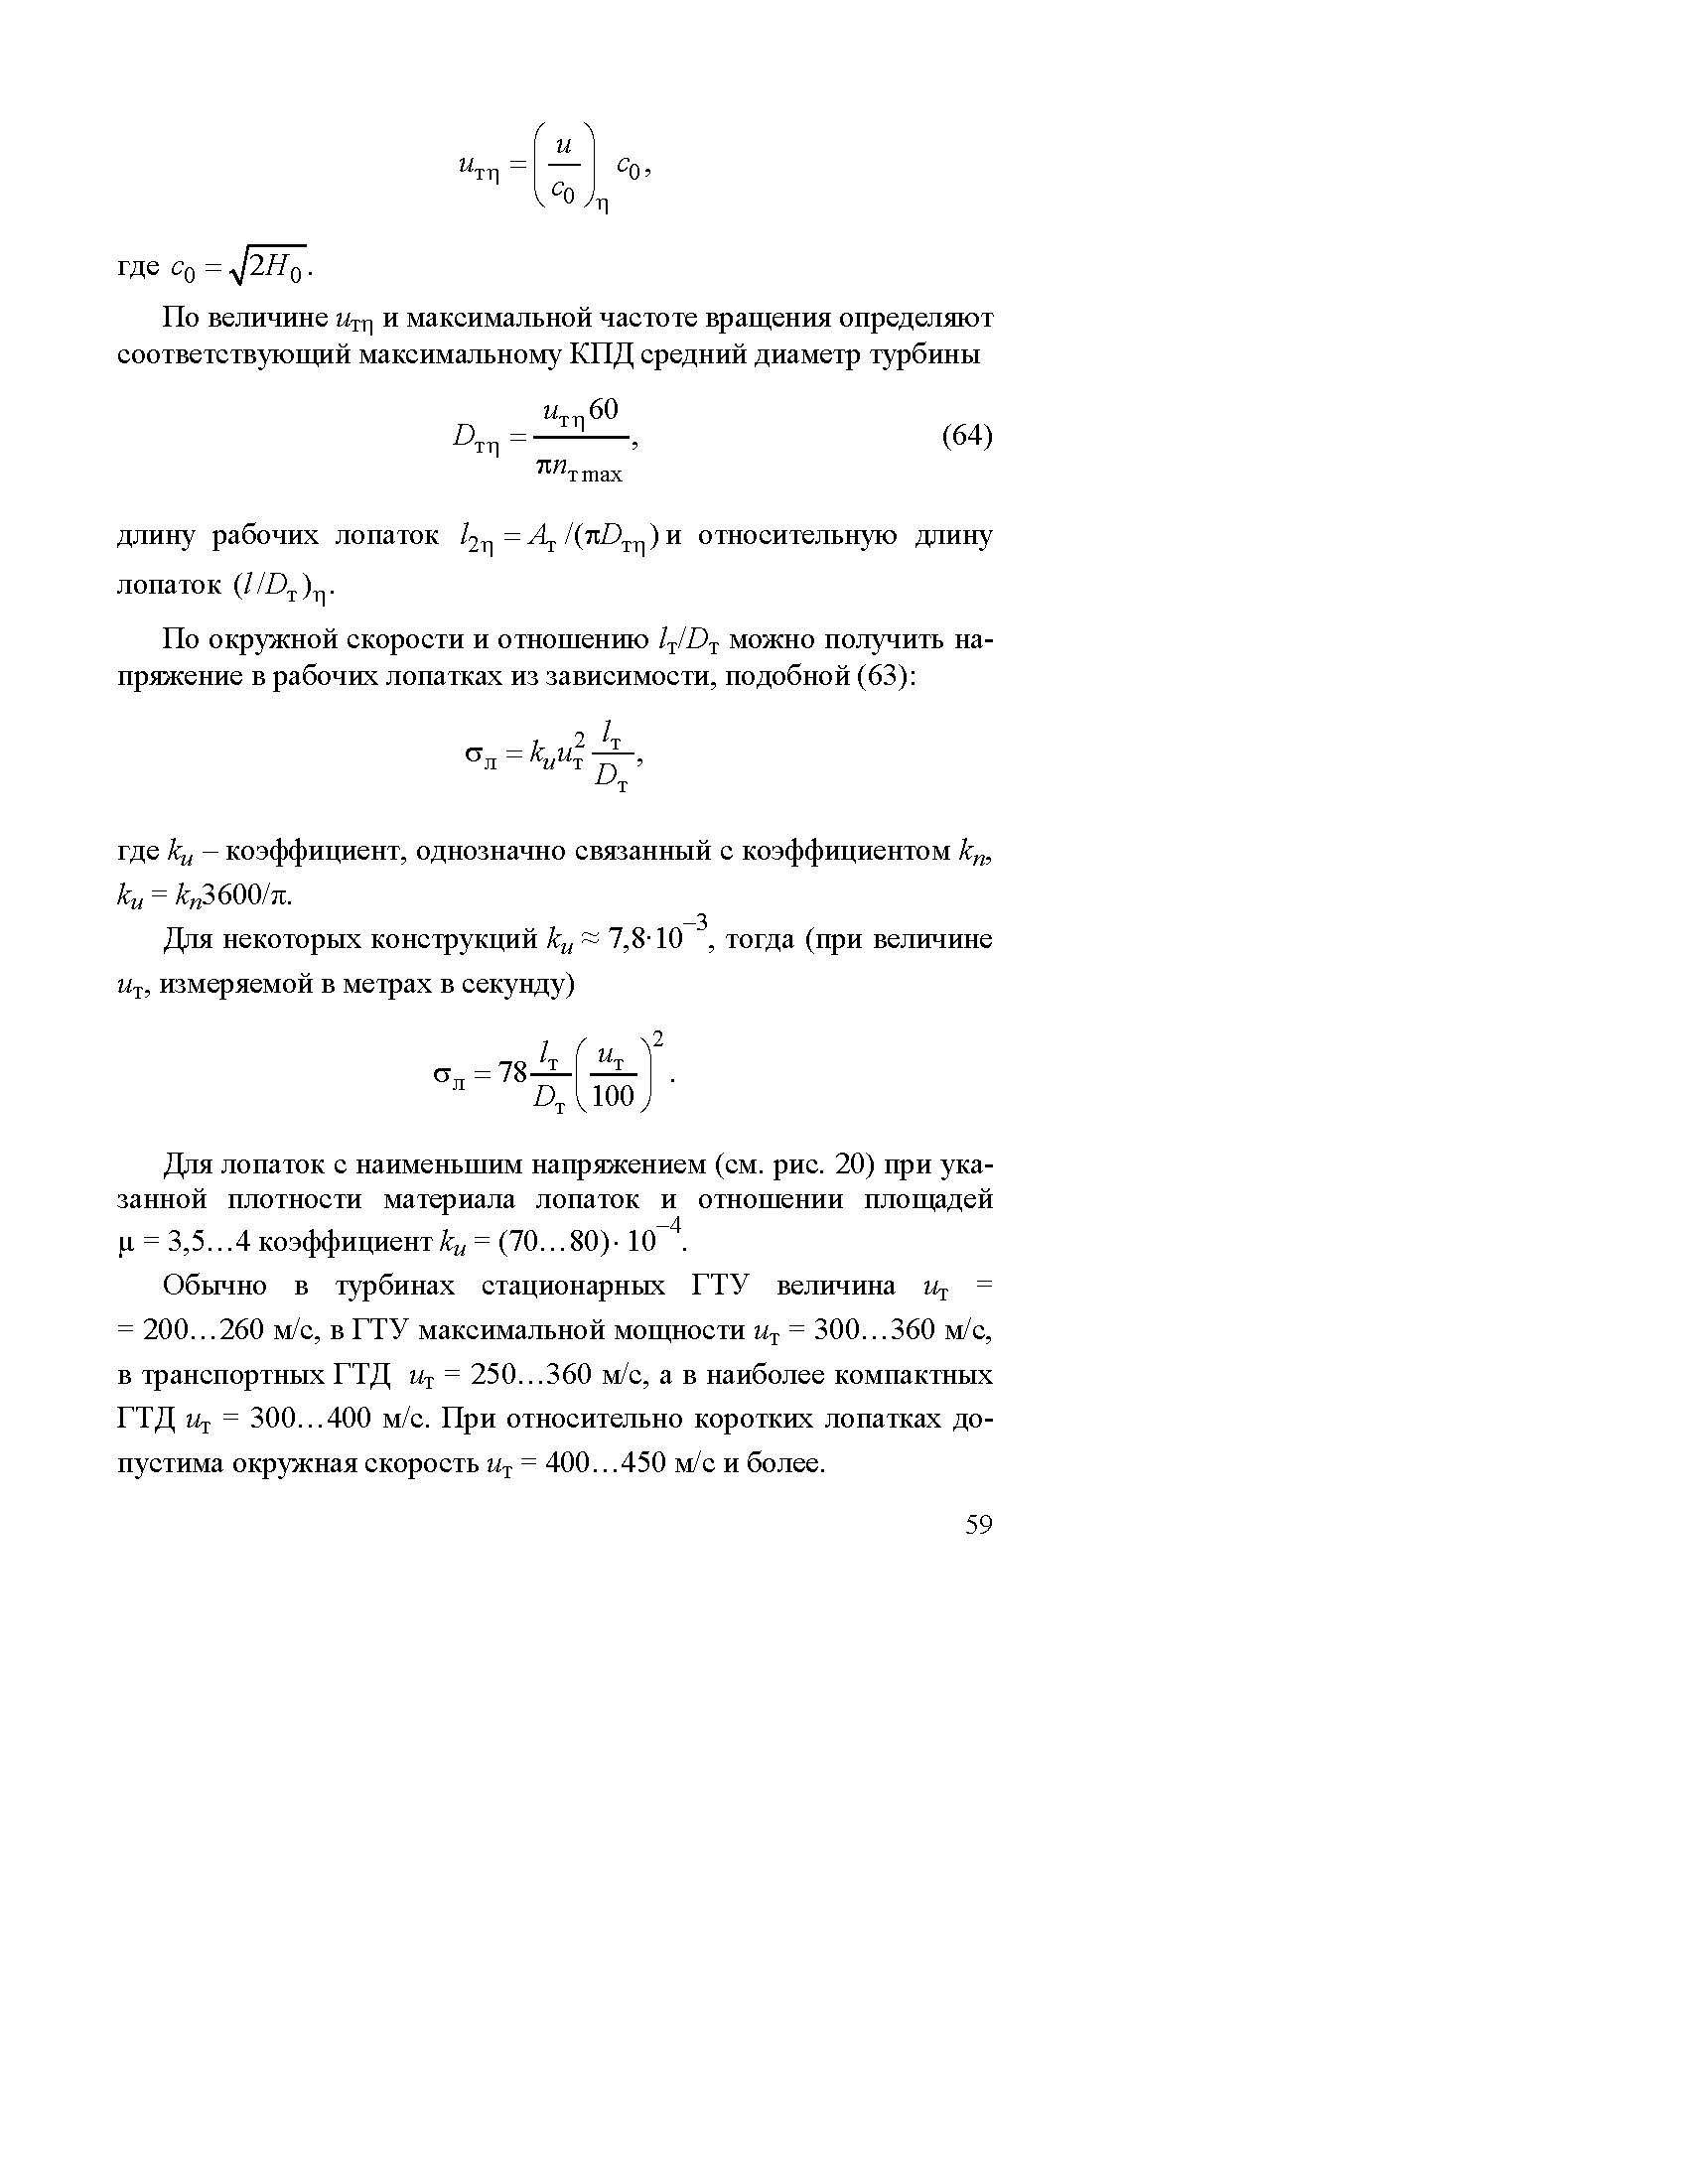 u_тη = (u/c₀)_η c₀,
где c₀ = √2H₀.
По величине u_тη и максимальной частоте вращения определяют
соответствующий максимальному КПД средний диаметр турбины
D_тη = u_тη 60/(πn_т max), (64)
длину рабочих лопаток l_2η = A_т /(πD_тη) и относительную длину
лопаток (l/D_т)_η.
По окружной скорости и отношению l_т/D_т можно получить на-
пряжение в рабочих лопатках из зависимости, подобной (63):
σ_л = k_u u_т² l_т/D_т,
где k_u – коэффициент, однозначно связанный с коэффициентом k_n,
k_u = k_n3600/π.
Для некоторых конструкций k_u ≈ 7,8·10⁻³, тогда (при величине
u_т, измеряемой в метрах в секунду)
σ_л = 78 l_т/D_т (u_т/100)².
Для лопаток с наименьшим напряжением (см. рис. 20) при ука-
занной плотности материала лопаток и отношении площадей
μ = 3,5…4 коэффициент k_u = (70…80)· 10⁻⁴.
Обычно в турбинах стационарных ГТУ величина u_т =
= 200…260 м/с, в ГТУ максимальной мощности u_т = 300…360 м/с,
в транспортных ГТД u_т = 250…360 м/с, а в наиболее компактных
ГТД u_т = 300…400 м/с. При относительно коротких лопатках до-
пустима окружная скорость u_т = 400…450 м/с и более.
59